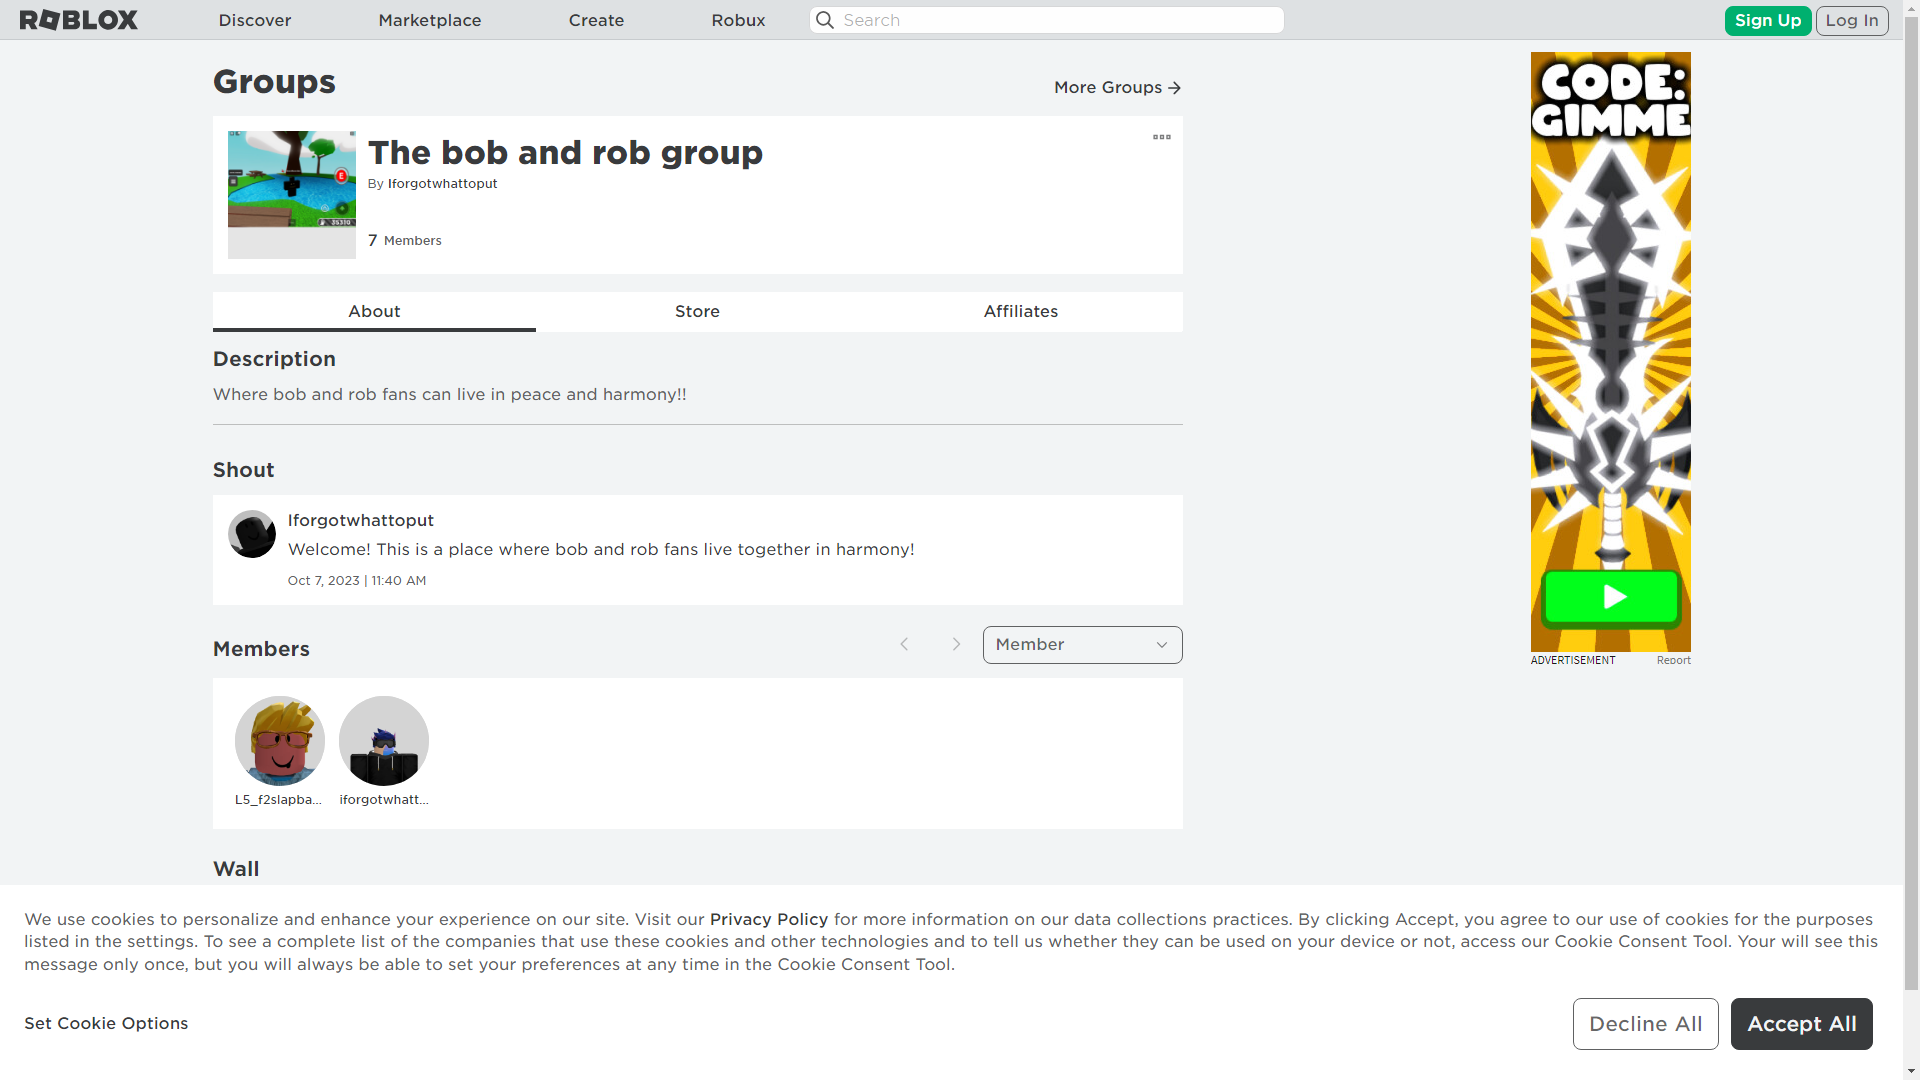 ROBLOX
Discover
Marketplace
Create
Robux
Search
Sign Up
Log In
Groups
More Groups
The bob and rob group
By Iforgotwhattoput
7 Members
E
About
Store
Affiliates
Description
Where bob and rob fans can live in peace and harmony!!
Shout
Iforgotwhattoput
Welcome! This is a place where bob and rob fans live together in harmony!
Oct 7, 2023 | 11:40 AM
Members
Member
L5_f2slapba...
iforgotwhatt...
Wall
CODE:
GIMME
ADVERTISEMENT
Report
We use cookies to personalize and enhance your experience on our site. Visit our Privacy Policy for more information on our data collections practices. By clicking Accept, you agree to our use of cookies for the purposes
listed in the settings. To see a complete list of the companies that use these cookies and other technologies and to tell us whether they can be used on your device or not, access our Cookie Consent Tool. Your will see this
message only once, but you will always be able to set your preferences at any time in the Cookie Consent Tool.
Set Cookie Options
Decline All
Accept All